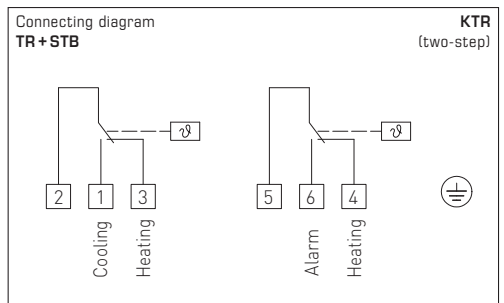 Connecting diagram
TR+STB
KTR
(two-step)
ϑ
ϑ
2 1 3
5 6 4
Cooling
Heating
Alarm
Heating